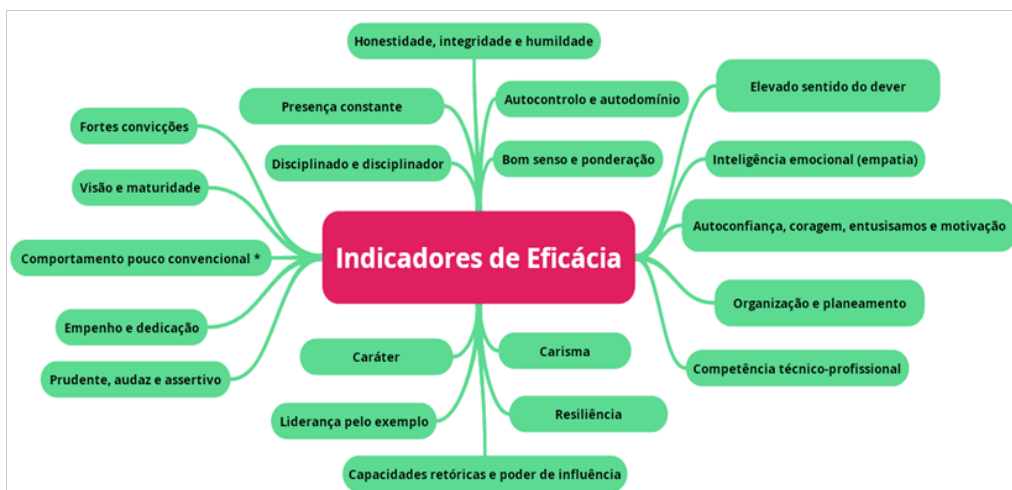 Honestidade, integridade e humildade
Presença constante
Autocontrolo e autodomínio
Elevado sentido do dever
Fortes convicções
Disciplinado e disciplinador
Bom senso e ponderação
Inteligência emocional (empatia)
Visão e maturidade
Autoconfiança, coragem, entusisamos e motivação
Comportamento pouco convencional *
Indicadores de Eficácia
Organização e planeamento
Empenho e dedicação
Caráter
Carisma
Competência técnico-profissional
Prudente, audaz e assertivo
Liderança pelo exemplo
Resiliência
Capacidades retóricas e poder de influência